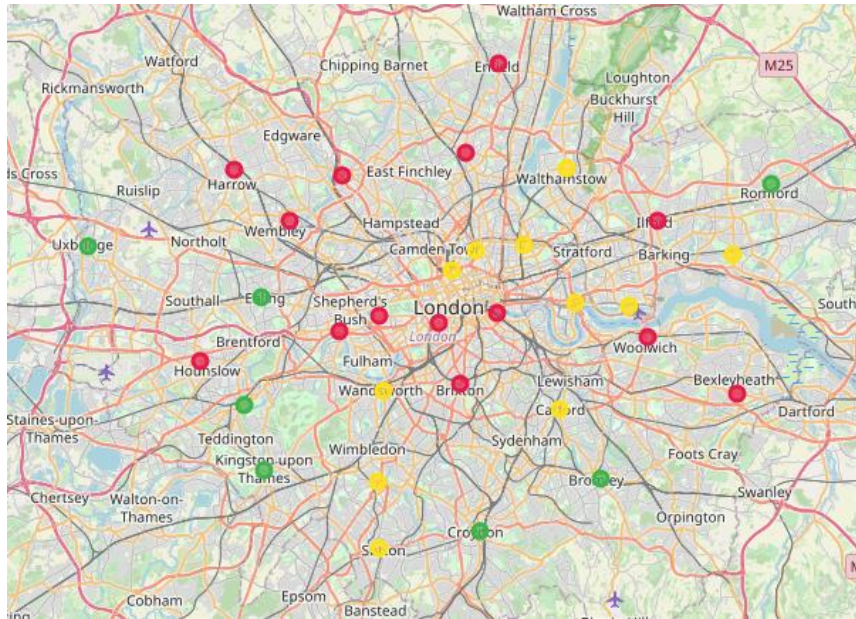 Waltham Cross
Watford
Chipping Barnet
Enfield
M25
Loughton
Rickmansworth
Buckhurst
Hill
Edgware
East Finchley
Walthamstow
ds Cross
Ruislip
Harrow
Romford
Wembley
Hampstead
Ilford
Uxbridge
Northolt
Camden Town
Stratford
Barking
Southall
Ealing
Shepherd's
Bush
London
South
London
Brentford
Woolwich
Fulham
Hounslow
Wandsworth
Brixton
Lewisham
Bexleyheath
Catford
Dartford
Staines-upon-
Thames
Teddington
Wimbledon
Sydenham
Kingston upon
Thames
Foots Cray
Bromley
Swanley
Chertsey
Walton-on-
Thames
Orpington
Croydon
Sutton
M
Cobham
Epsom
Banstead